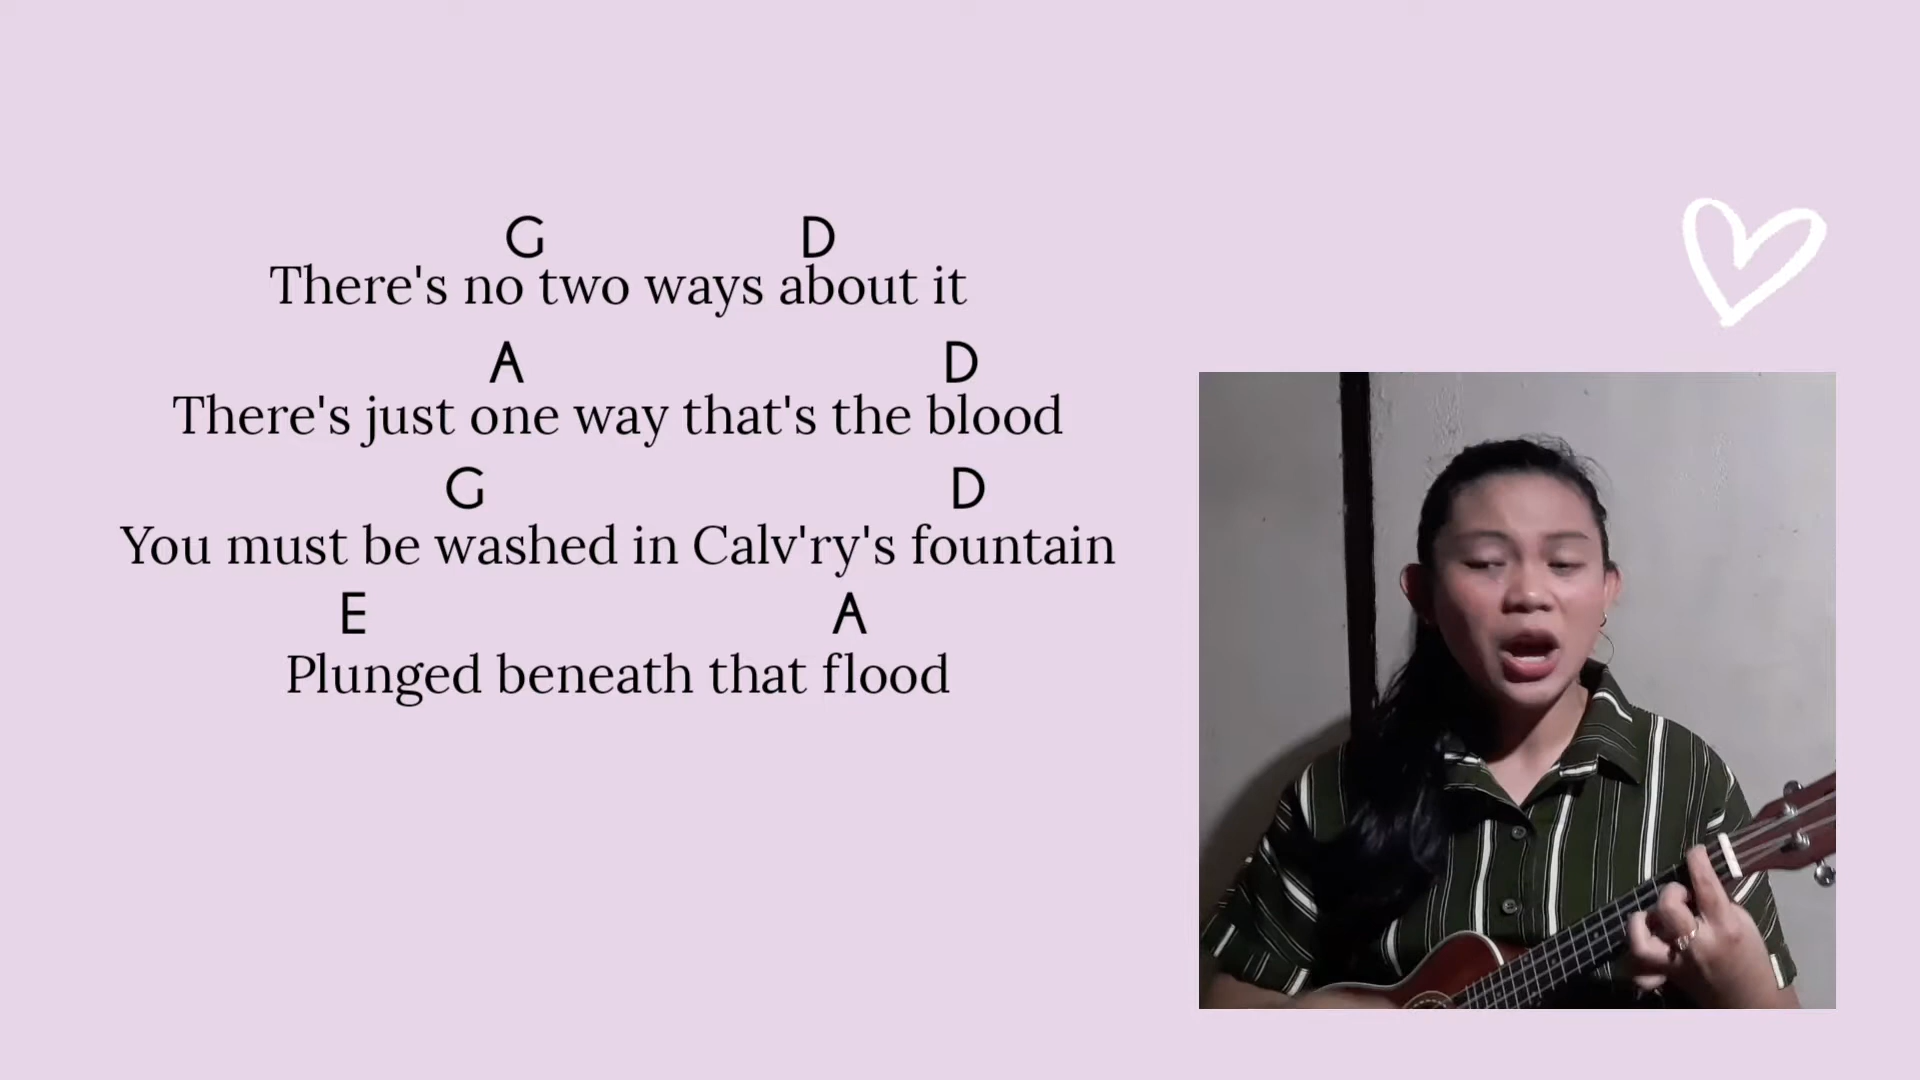 G D
There's no two ways about it
A D
There's just one way that's the blood
G D
You must be washed in Calv'ry's fountain
E A
Plunged beneath that flood